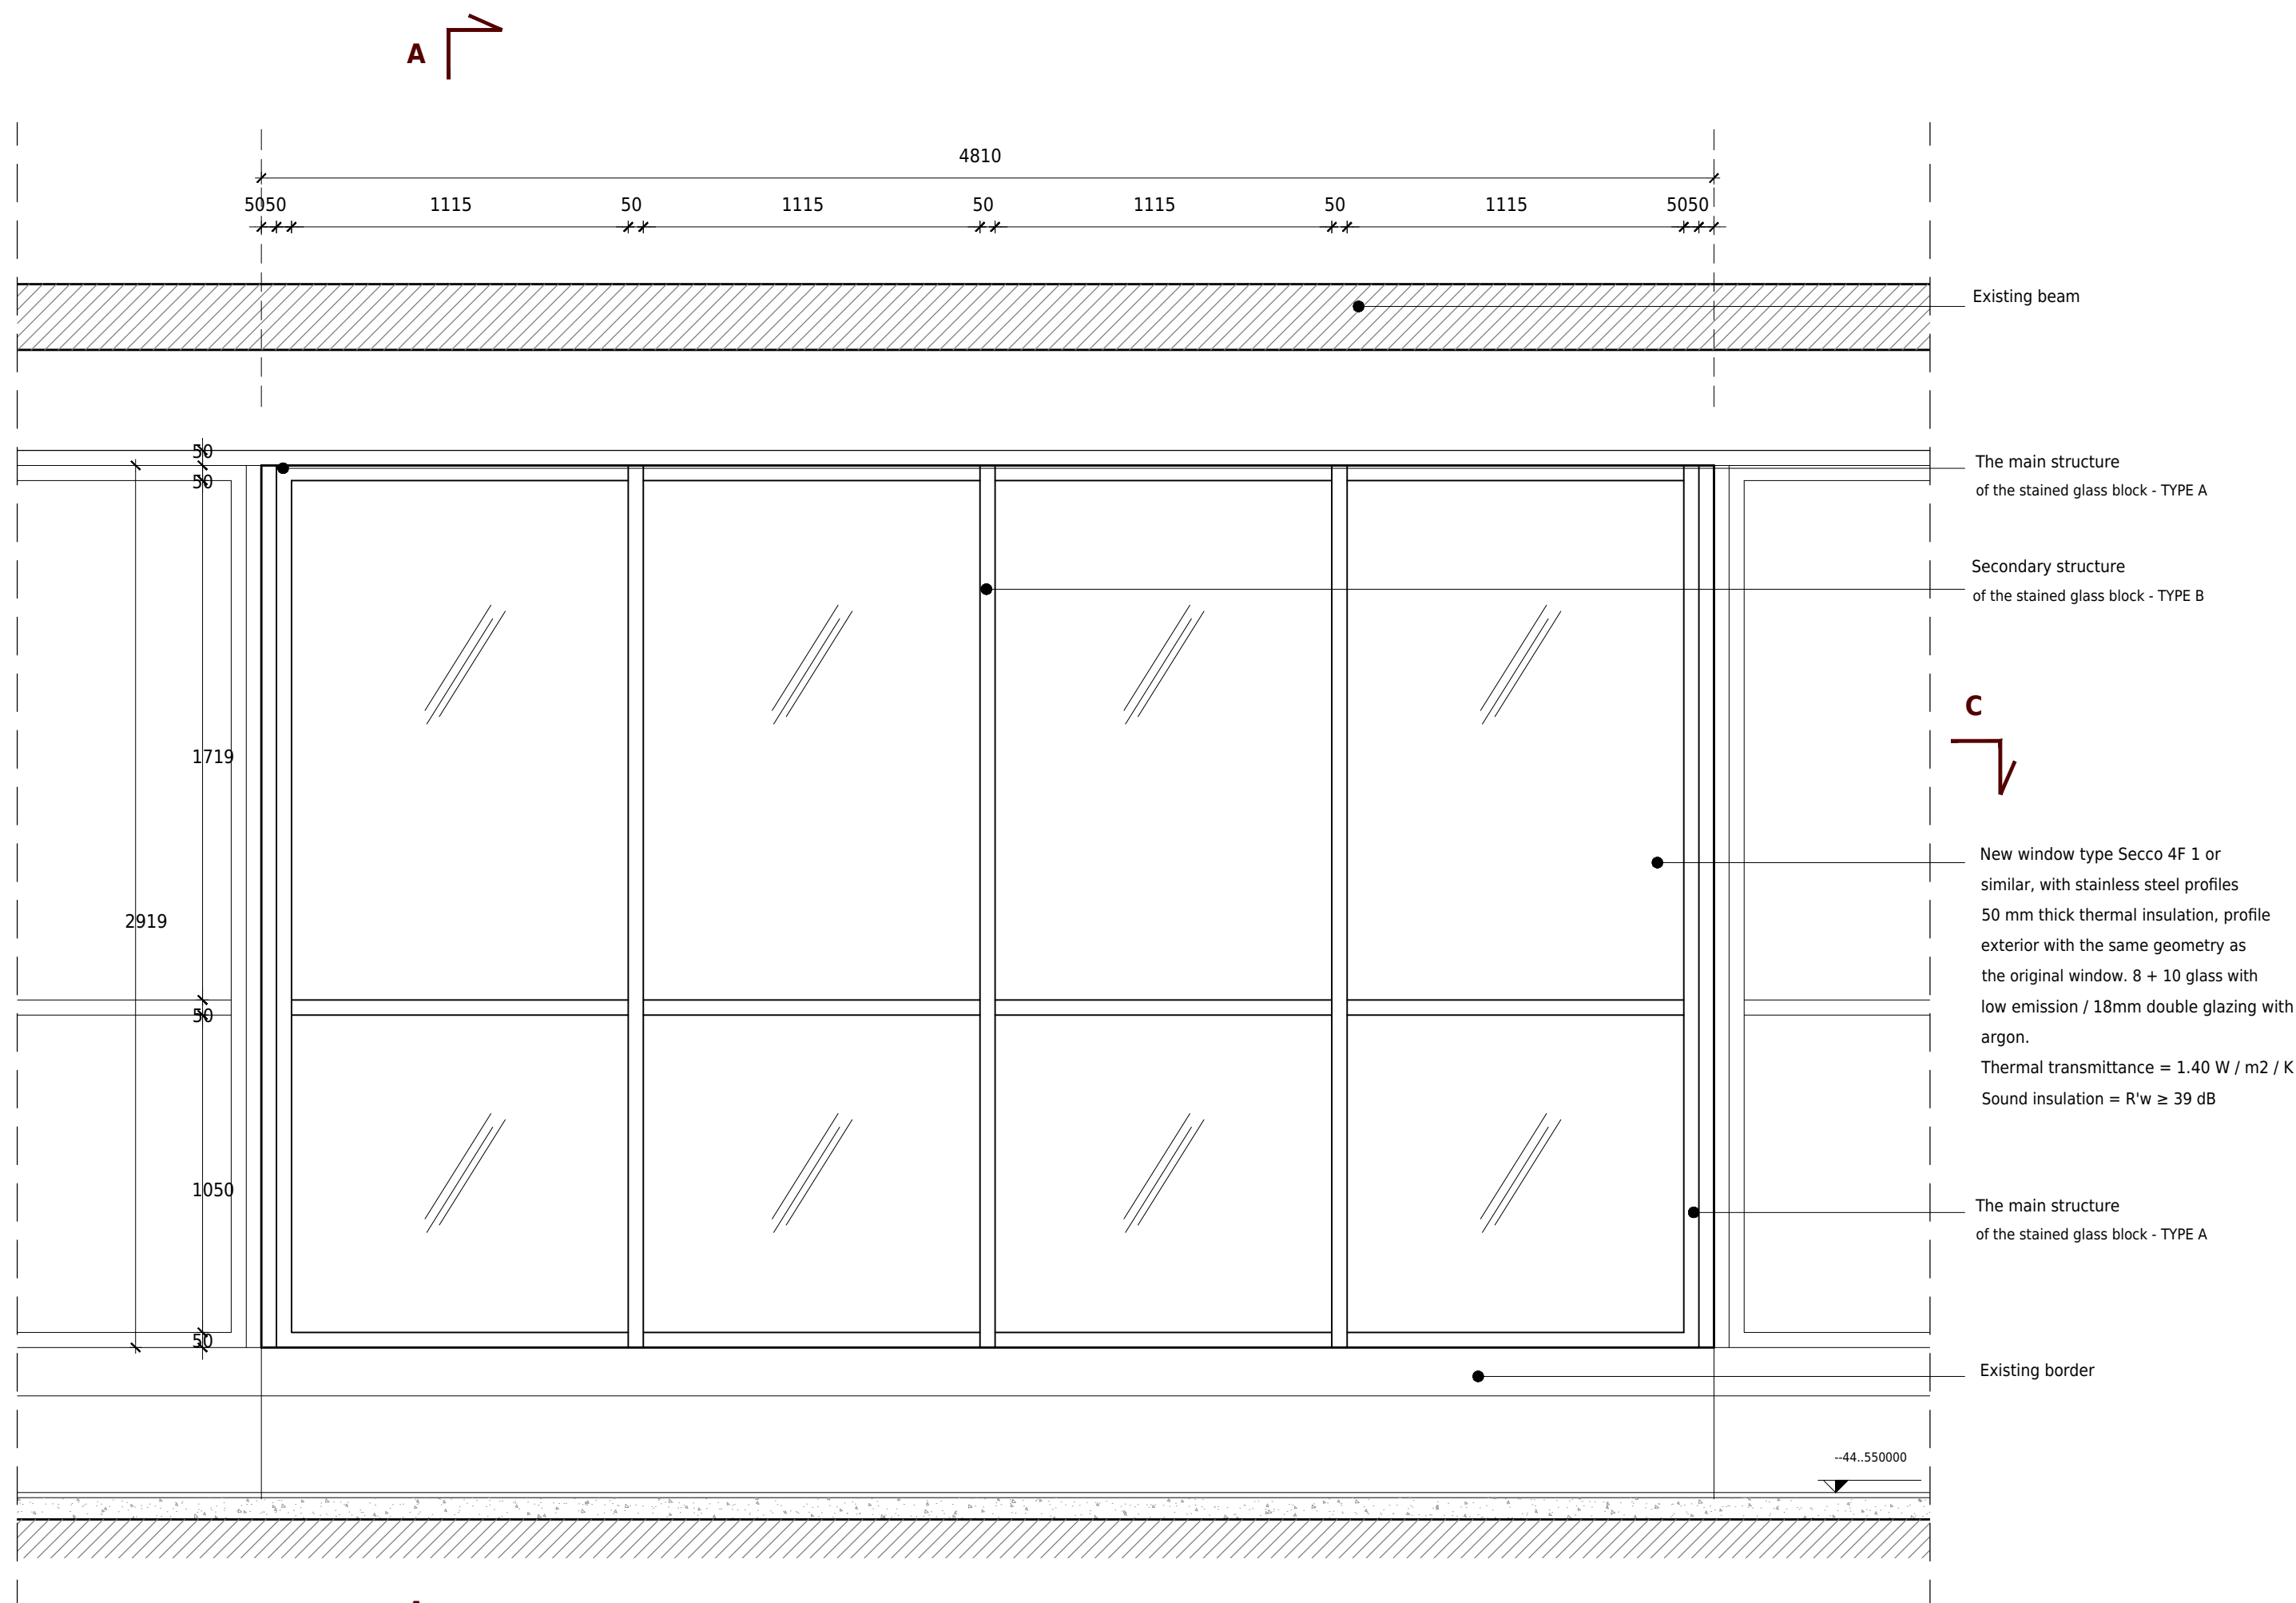 A
4810
5050 1115 50 1115 50 1115 50 1115 5050
Existing beam
50
The main structure
50
of the stained glass block - TYPE A
Secondary structure
of the stained glass block - TYPE B
C
1719
New window type Secco 4F 1 or
similar, with stainless steel profiles
50 mm thick thermal insulation, profile
2919
exterior with the same geometry as
the original window. 8 + 10 glass with
low emission / 18mm double glazing with
50
argon.
Thermal transmittance = 1.40 W / m2 / K
Sound insulation = R'w ≥ 39 dB
1050
The main structure
of the stained glass block - TYPE A
50
Existing border
--44..550000